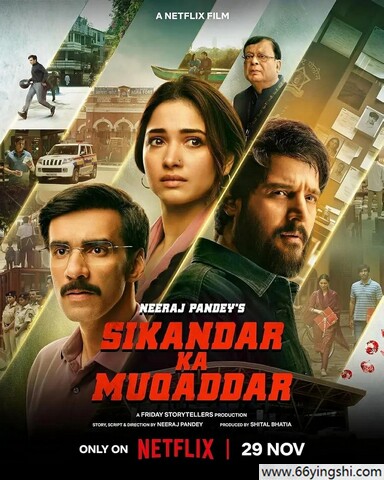 A NETFLIX FILM
NEERAJ PANDEY'S
SIKANDAR
KA
MUQADDAR
A FRIDAY STORYTELLERS PRODUCTION
STORY, SCRIPT & DIRECTION BY NEERAJ PANDEY PRODUCED BY SHITAL BHATIA
ONLY ON NETFLIX | 29 NOV
www.66yingshi.com